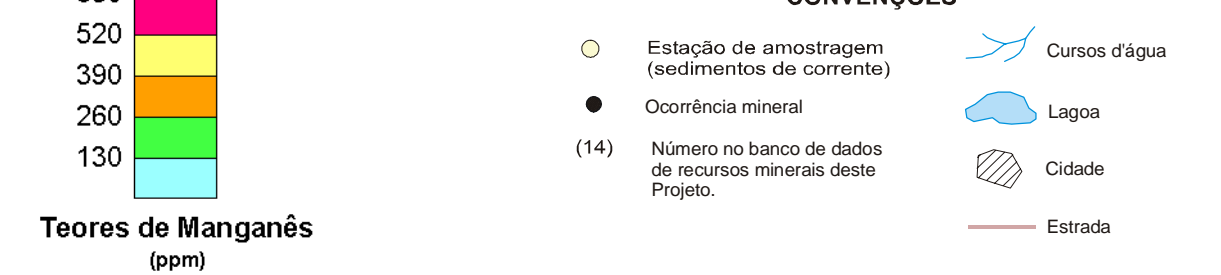 CONVENÇÕES
520
390
260
130
Teores de Manganês
(ppm)
Estação de amostragem
(sedimentos de corrente)
Ocorrência mineral
(14)
Número no banco de dados
de recursos minerais deste
Projeto.
Cursos d'água
Lagoa
Cidade
Estrada